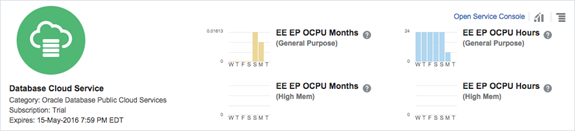 Open Service Console
0.01613
EE EP OCPU Months
(General Purpose)
W T F S S M T
24
EE EP OCPU Hours
(General Purpose)
0
W T F S S M T
Database Cloud Service
Category: Oracle Database Public Cloud Services
Subscription: Trial
Expires: 15-May-2016 7:59 PM EDT
EE EP OCPU Months
(High Mem)
W T F S S M T
EE EP OCPU Hours
(High Mem)
W T F S S M T